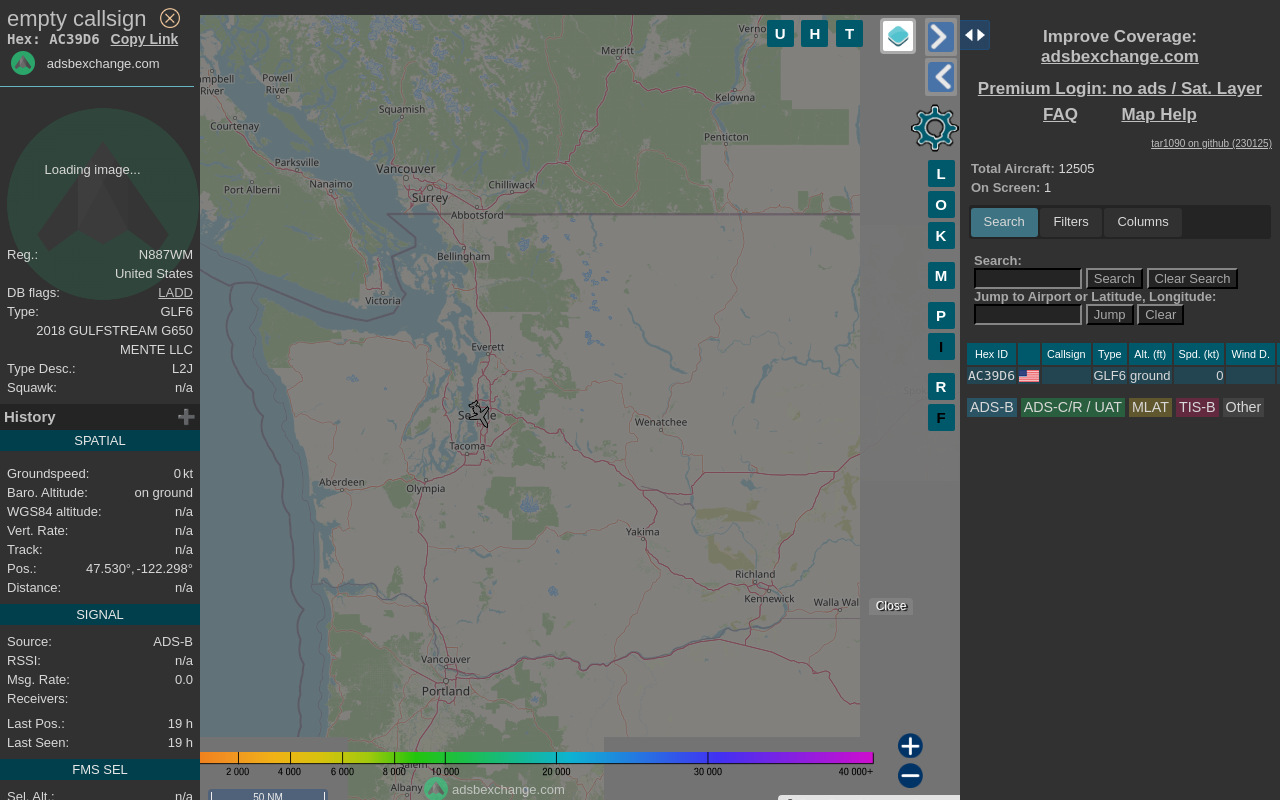 empty callsign
Hex: AC39D6 Copy Link
adsbexchange.com
Loading image...
Reg.: N887WM
United States
DB flags: LADD
Type: GLF6
2018 GULFSTREAM G650
MENTE LLC
Type Desc.: L2J
Squawk: n/a
History
SPATIAL
Groundspeed: 0 kt
Baro. Altitude: on ground
WGS84 altitude: n/a
Vert. Rate: n/a
Track: n/a
Pos.: 47.530°, -122.298°
Distance: n/a
SIGNAL
Source: ADS-B
RSSI: n/a
Msg. Rate: 0.0
Receivers:
Last Pos.: 19 h
Last Seen: 19 h
FMS SEL
Sel. Alt.: n/a
U H T
Merritt
Powell
River
River
Squamish
Kelowna
Courtenay
Penticton
Parksville
Vancouver
Nanaimo
Port Alberni
Surrey
Chilliwack
Abbotsford
Bellingham
Victoria
Everett
Wenatchee
Tacoma
Aberdeen
Olympia
Yakima
Richland
Kennewick
Walla Wal
Vancouver
Portland
Albany
L
O
K
M
P
I
R
F
Close
2 000 4 000 6 000 8 000 10 000 20 000 30 000 40 000+
adsbexchange.com
50 NM
Improve Coverage:
adsbexchange.com
Premium Login: no ads / Sat. Layer
FAQ Map Help
tar1090 on github (230125)
Total Aircraft: 12505
On Screen: 1
Search Filters Columns
Search:
Search Clear Search
Jump to Airport or Latitude, Longitude:
Jump Clear
Hex ID Callsign Type Alt. (ft) Spd. (kt) Wind D.
AC39D6 GLF6 ground 0
ADS-B ADS-C/R / UAT MLAT TIS-B Other